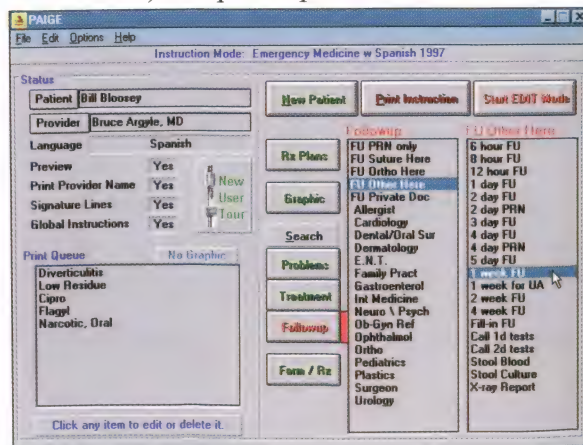 PAIGE
File Edit Options Help
Instruction Mode: Emergency Medicine w Spanish 1997
Status
Patient Bill Bloosey
Provider Bruce Argyle, MD
Language Spanish
Preview Yes
Print Provider Name Yes
Signature Lines Yes
Global Instructions Yes
New
User
Tour
Print Queue No Graphic
Diverticulitis
Low Residue
Cipro
Flagyl
Narcotic, Oral
Click any item to edit or delete it.
New Patient Print Instruction Start EDIT Mode
Rx Plans
Graphic
Search
Problems
Treatment
Followup
Form / Rx
Followup
FU PRN only
FU Suture Here
FU Ortho Here
FU Other Here
FU Private Doc
Allergist
Cardiology
Dental/Oral Sur
Dermatology
E.N.T.
Family Pract
Gastroenterol
Int Medicine
Neuro \ Psych
Ob-Gyn Ref
Ophthalmol
Ortho
Pediatrics
Plastics
Surgeon
Urology
FU Other Here
6 hour FU
8 hour FU
12 hour FU
1 day FU
2 day FU
2 day PRN
3 day FU
4 day FU
4 day PRN
5 day FU
1 week FU
1 week for UA
2 week FU
4 week FU
Fill-in FU
Call 1d tests
Call 2d tests
Stool Blood
Stool Culture
X-ray Report